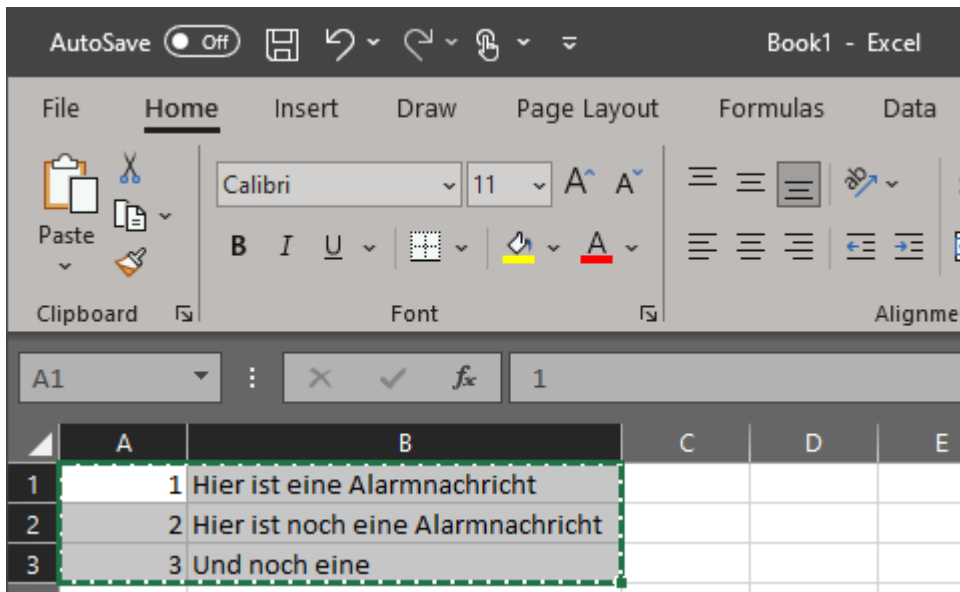 AutoSave Off Book1 - Excel
File Home Insert Draw Page Layout Formulas Data
Calibri 11 A A
Paste
B I U A
Clipboard Font Alignme
A1 fx 1
A B C D E
1 1 Hier ist eine Alarmnachricht
2 2 Hier ist noch eine Alarmnachricht
3 3 Und noch eine